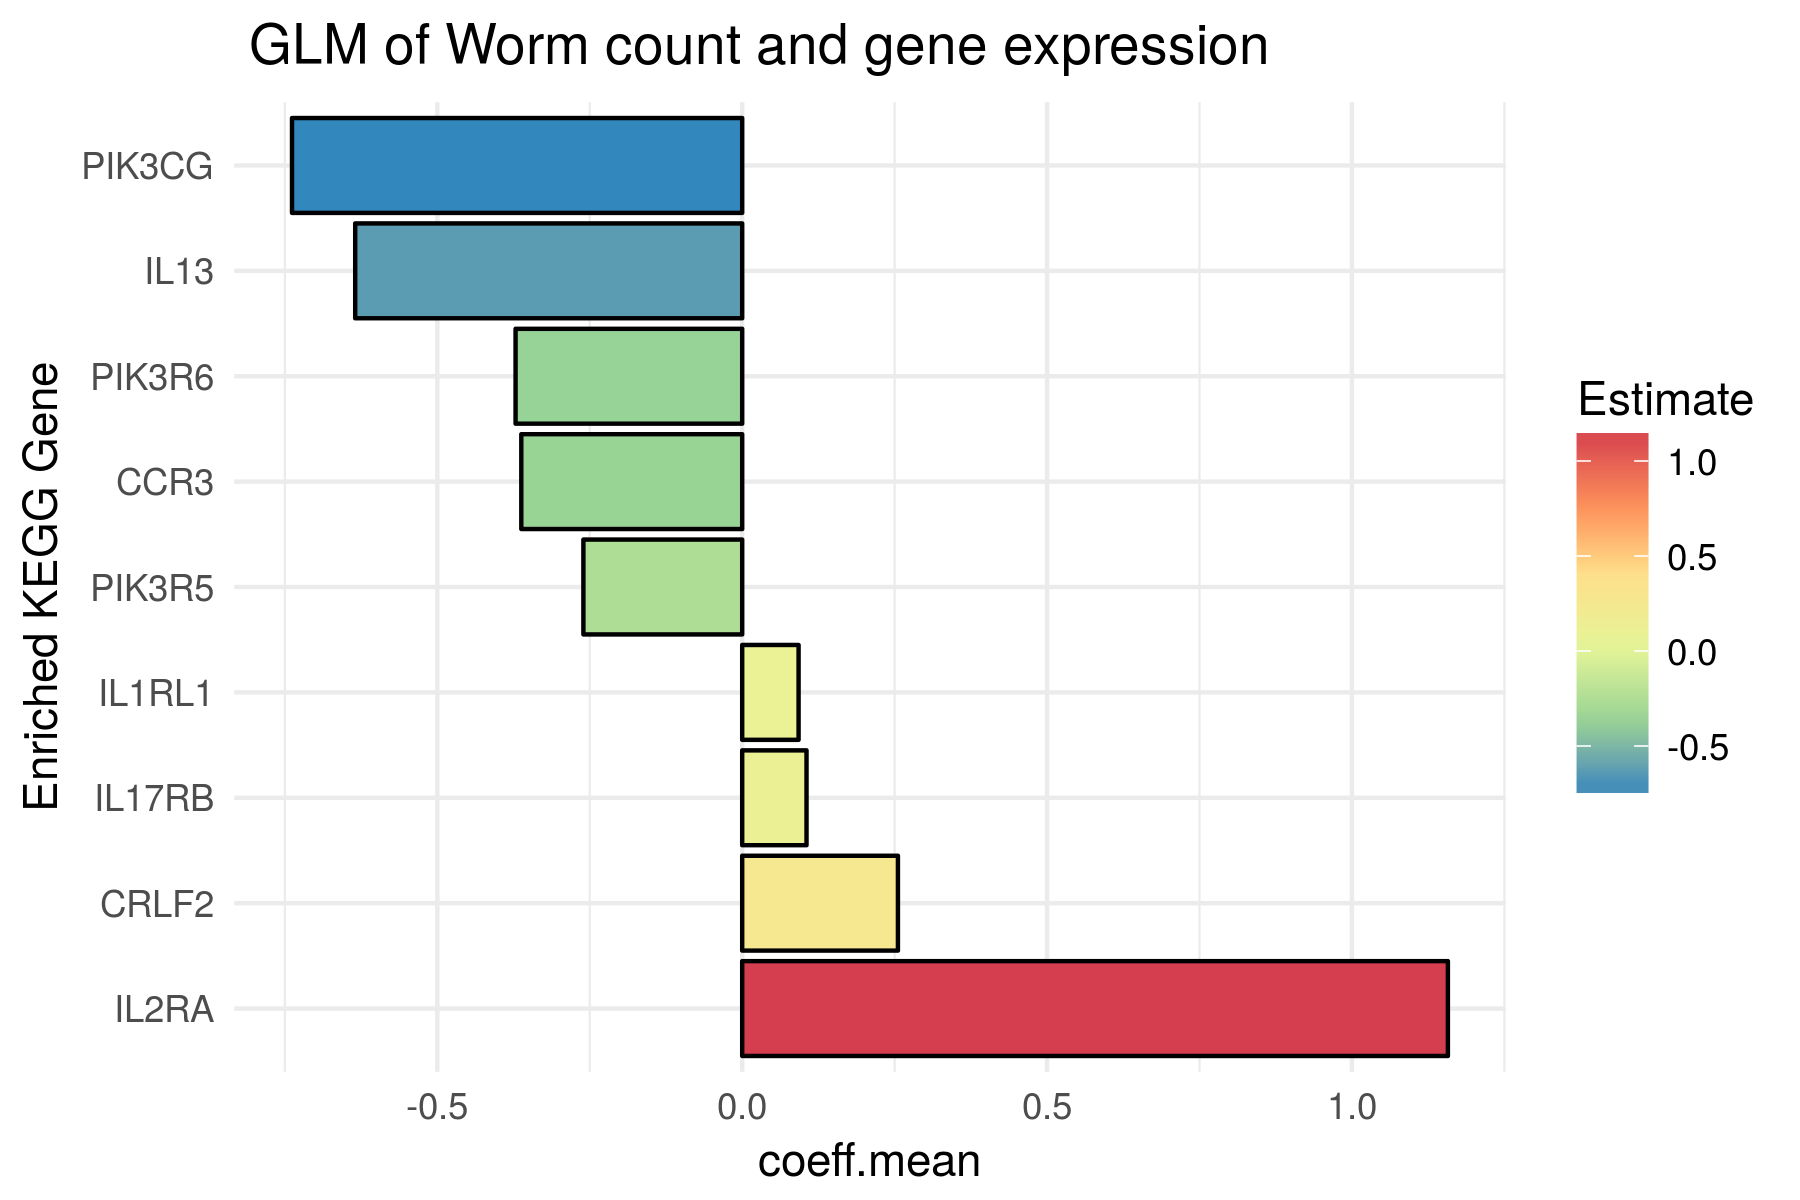 GLM of Worm count and gene expression
Enriched KEGG Gene
PIK3CG
IL13
PIK3R6
CCR3
PIK3R5
IL1RL1
IL17RB
CRLF2
IL2RA
-0.5
0.0
0.5
1.0
coeff.mean
Estimate
1.0
0.5
0.0
-0.5